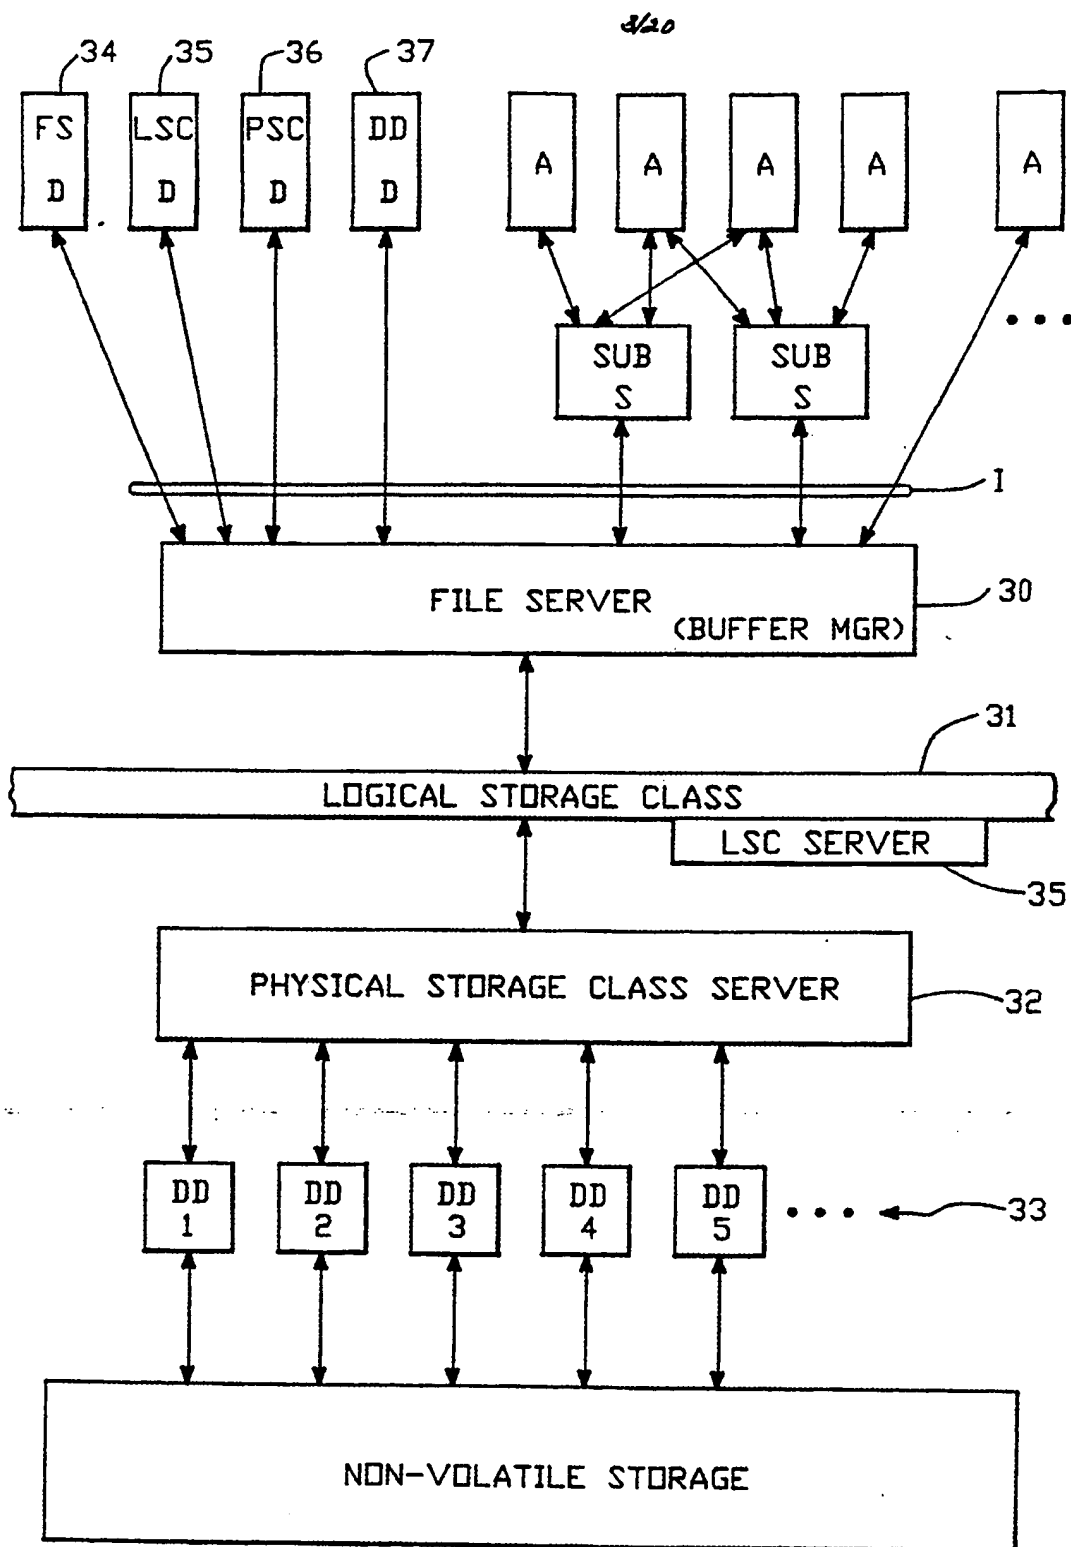 3/20
34 35 36 37
FS LSC PSC DD
D D D D
A A A A A
SUB SUB
S S
I
FILE SERVER
(BUFFER MGR)
30
31
LOGICAL STORAGE CLASS
LSC SERVER
35
PHYSICAL STORAGE CLASS SERVER
32
DD DD DD DD DD
1 2 3 4 5
33
NON-VOLATILE STORAGE